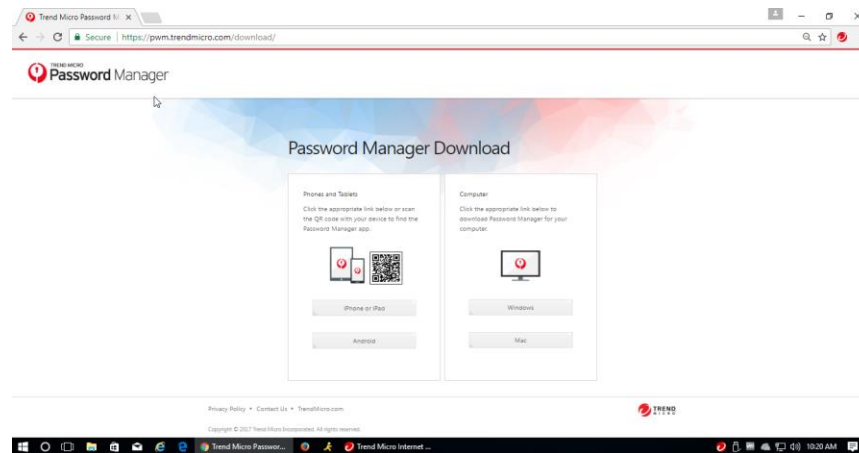 Trend Micro Password M
Secure | https://pwm.trendmicro.com/download/
TREND MICRO
Password Manager
Password Manager Download
Phones and Tablets
Click the appropriate link below or scan
the QR code with your device to find the
Password Manager app.
iPhone or iPad
Android
Computer
Click the appropriate link below to
download Password Manager for your
computer.
Windows
Mac
Privacy Policy • Contact Us • TrendMicro.com
Copyright © 2017 Trend Micro Incorporated. All rights reserved.
TREND
MICRO
Trend Micro Passwor...
Trend Micro Internet ...
10:20 AM